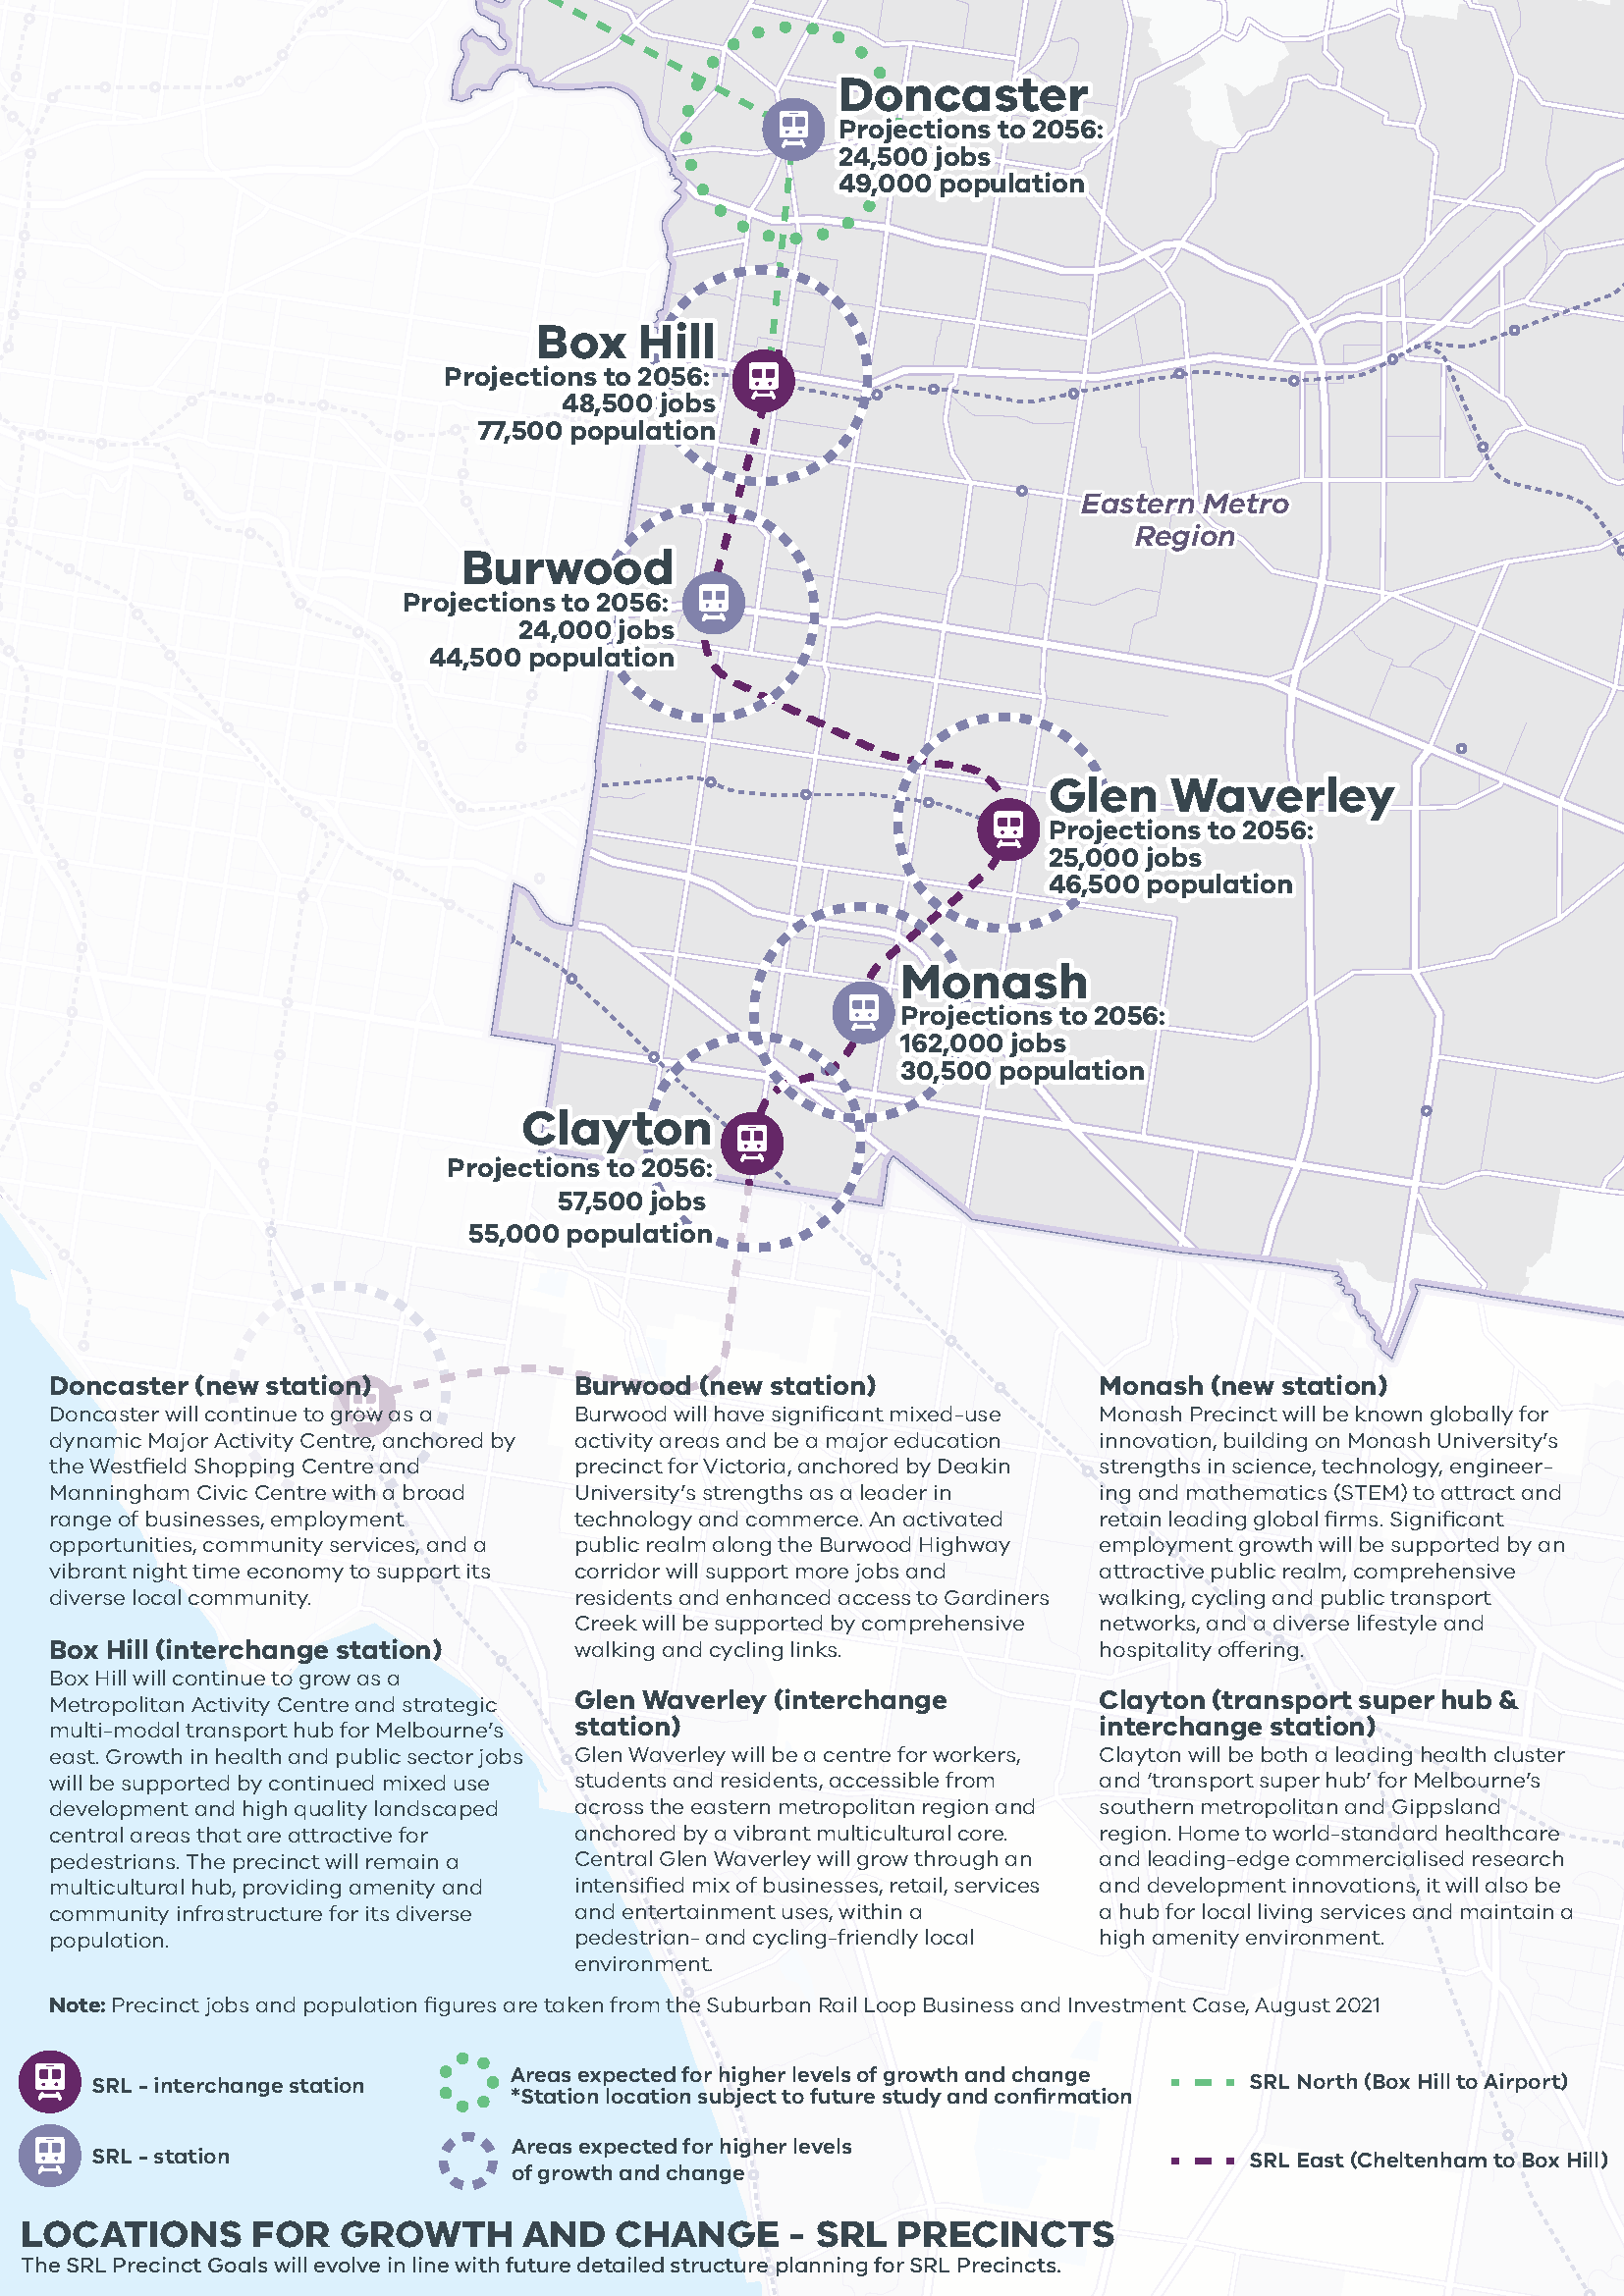 Doncaster
Projections to 2056:
24,500 jobs
49,000 population
Box Hill
Projections to 2056:
48,500 jobs
77,500 population
Eastern Metro
Region
Burwood
Projections to 2056:
24,000 jobs
44,500 population
Glen Waverley
Projections to 2056:
25,000 jobs
46,500 population
Monash
Projections to 2056:
162,000 jobs
30,500 population
Clayton
Projections to 2056:
57,500 jobs
55,000 population
Doncaster (new station)
Doncaster will continue to grow as a
dynamic Major Activity Centre, anchored by
the Westfield Shopping Centre and
Manningham Civic Centre with a broad
range of businesses, employment
opportunities, community services, and a
vibrant night time economy to support its
diverse local community.
Box Hill (interchange station)
Box Hill will continue to grow as a
Metropolitan Activity Centre and strategic
multi-modal transport hub for Melbourne's
east. Growth in health and public sector jobs
will be supported by continued mixed use
development and high quality landscaped
central areas that are attractive for
pedestrians. The precinct will remain a
multicultural hub, providing amenity and
community infrastructure for its diverse
population.
Burwood (new station)
Burwood will have significant mixed-use
activity areas and be a major education
precinct for Victoria, anchored by Deakin
University's strengths as a leader in
technology and commerce. An activated
public realm along the Burwood Highway
corridor will support more jobs and
residents and enhanced access to Gardiners
Creek will be supported by comprehensive
walking and cycling links.
Glen Waverley (interchange
station)
Glen Waverley will be a centre for workers,
students and residents, accessible from
across the eastern metropolitan region and
anchored by a vibrant multicultural core.
Central Glen Waverley will grow through an
intensified mix of businesses, retail, services
and entertainment uses, within a
pedestrian- and cycling-friendly local
environment.
Monash (new station)
Monash Precinct will be known globally for
innovation, building on Monash University's
strengths in science, technology, engineer-
ing and mathematics (STEM) to attract and
retain leading global firms. Significant
employment growth will be supported by an
attractive public realm, comprehensive
walking, cycling and public transport
networks, and a diverse lifestyle and
hospitality offering.
Clayton (transport super hub &
interchange station)
Clayton will be both a leading health cluster
and 'transport super hub' for Melbourne's
southern metropolitan and Gippsland
region. Home to world-standard healthcare
and leading-edge commercialised research
and development innovations, it will also be
a hub for local living services and maintain a
high amenity environment.
Note: Precinct jobs and population figures are taken from the Suburban Rail Loop Business and Investment Case, August 2021
SRL - interchange station
SRL - station
Areas expected for higher levels of growth and change
*Station location subject to future study and confirmation
Areas expected for higher levels
of growth and change
SRL North (Box Hill to Airport)
SRL East (Cheltenham to Box Hill)
LOCATIONS FOR GROWTH AND CHANGE - SRL PRECINCTS
The SRL Precinct Goals will evolve in line with future detailed structure planning for SRL Precincts.